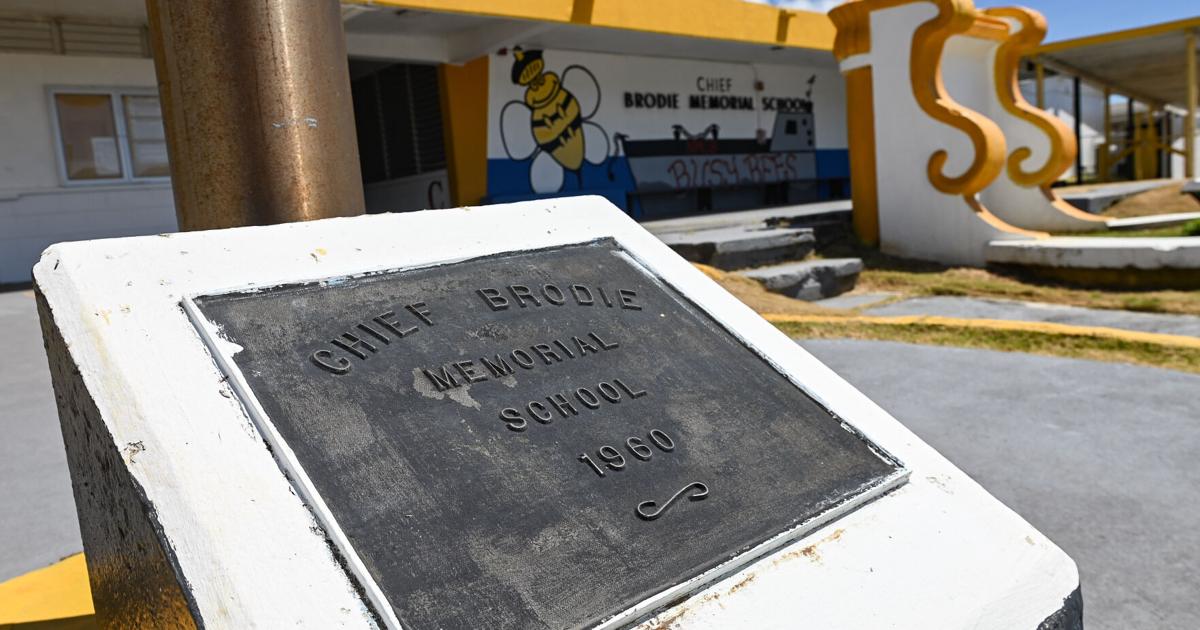 CHIEF
BRODIE MEMORIAL SCHOOL
BUSY BEES
CHIEF BRODIE
MEMORIAL
SCHOOL
1960